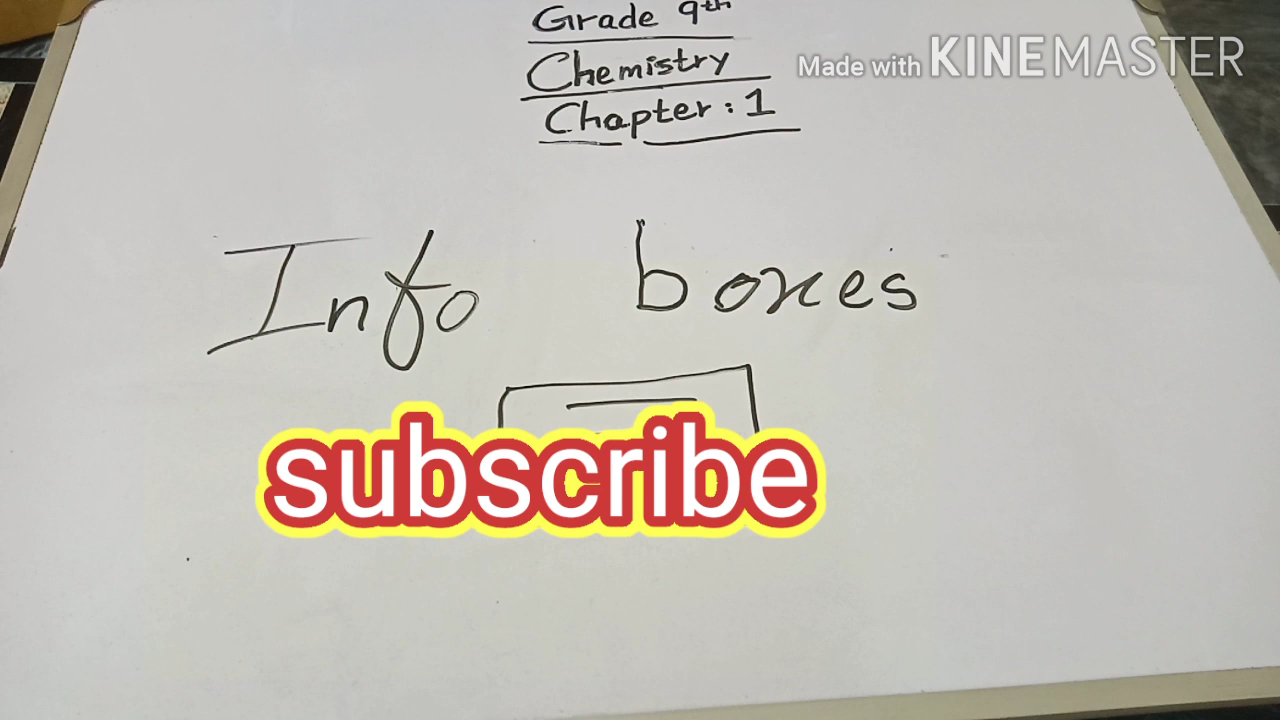 Grade 9th
Made with KINEMASTER
Chemistry
Chapter : 1
Info boxes
subscribe